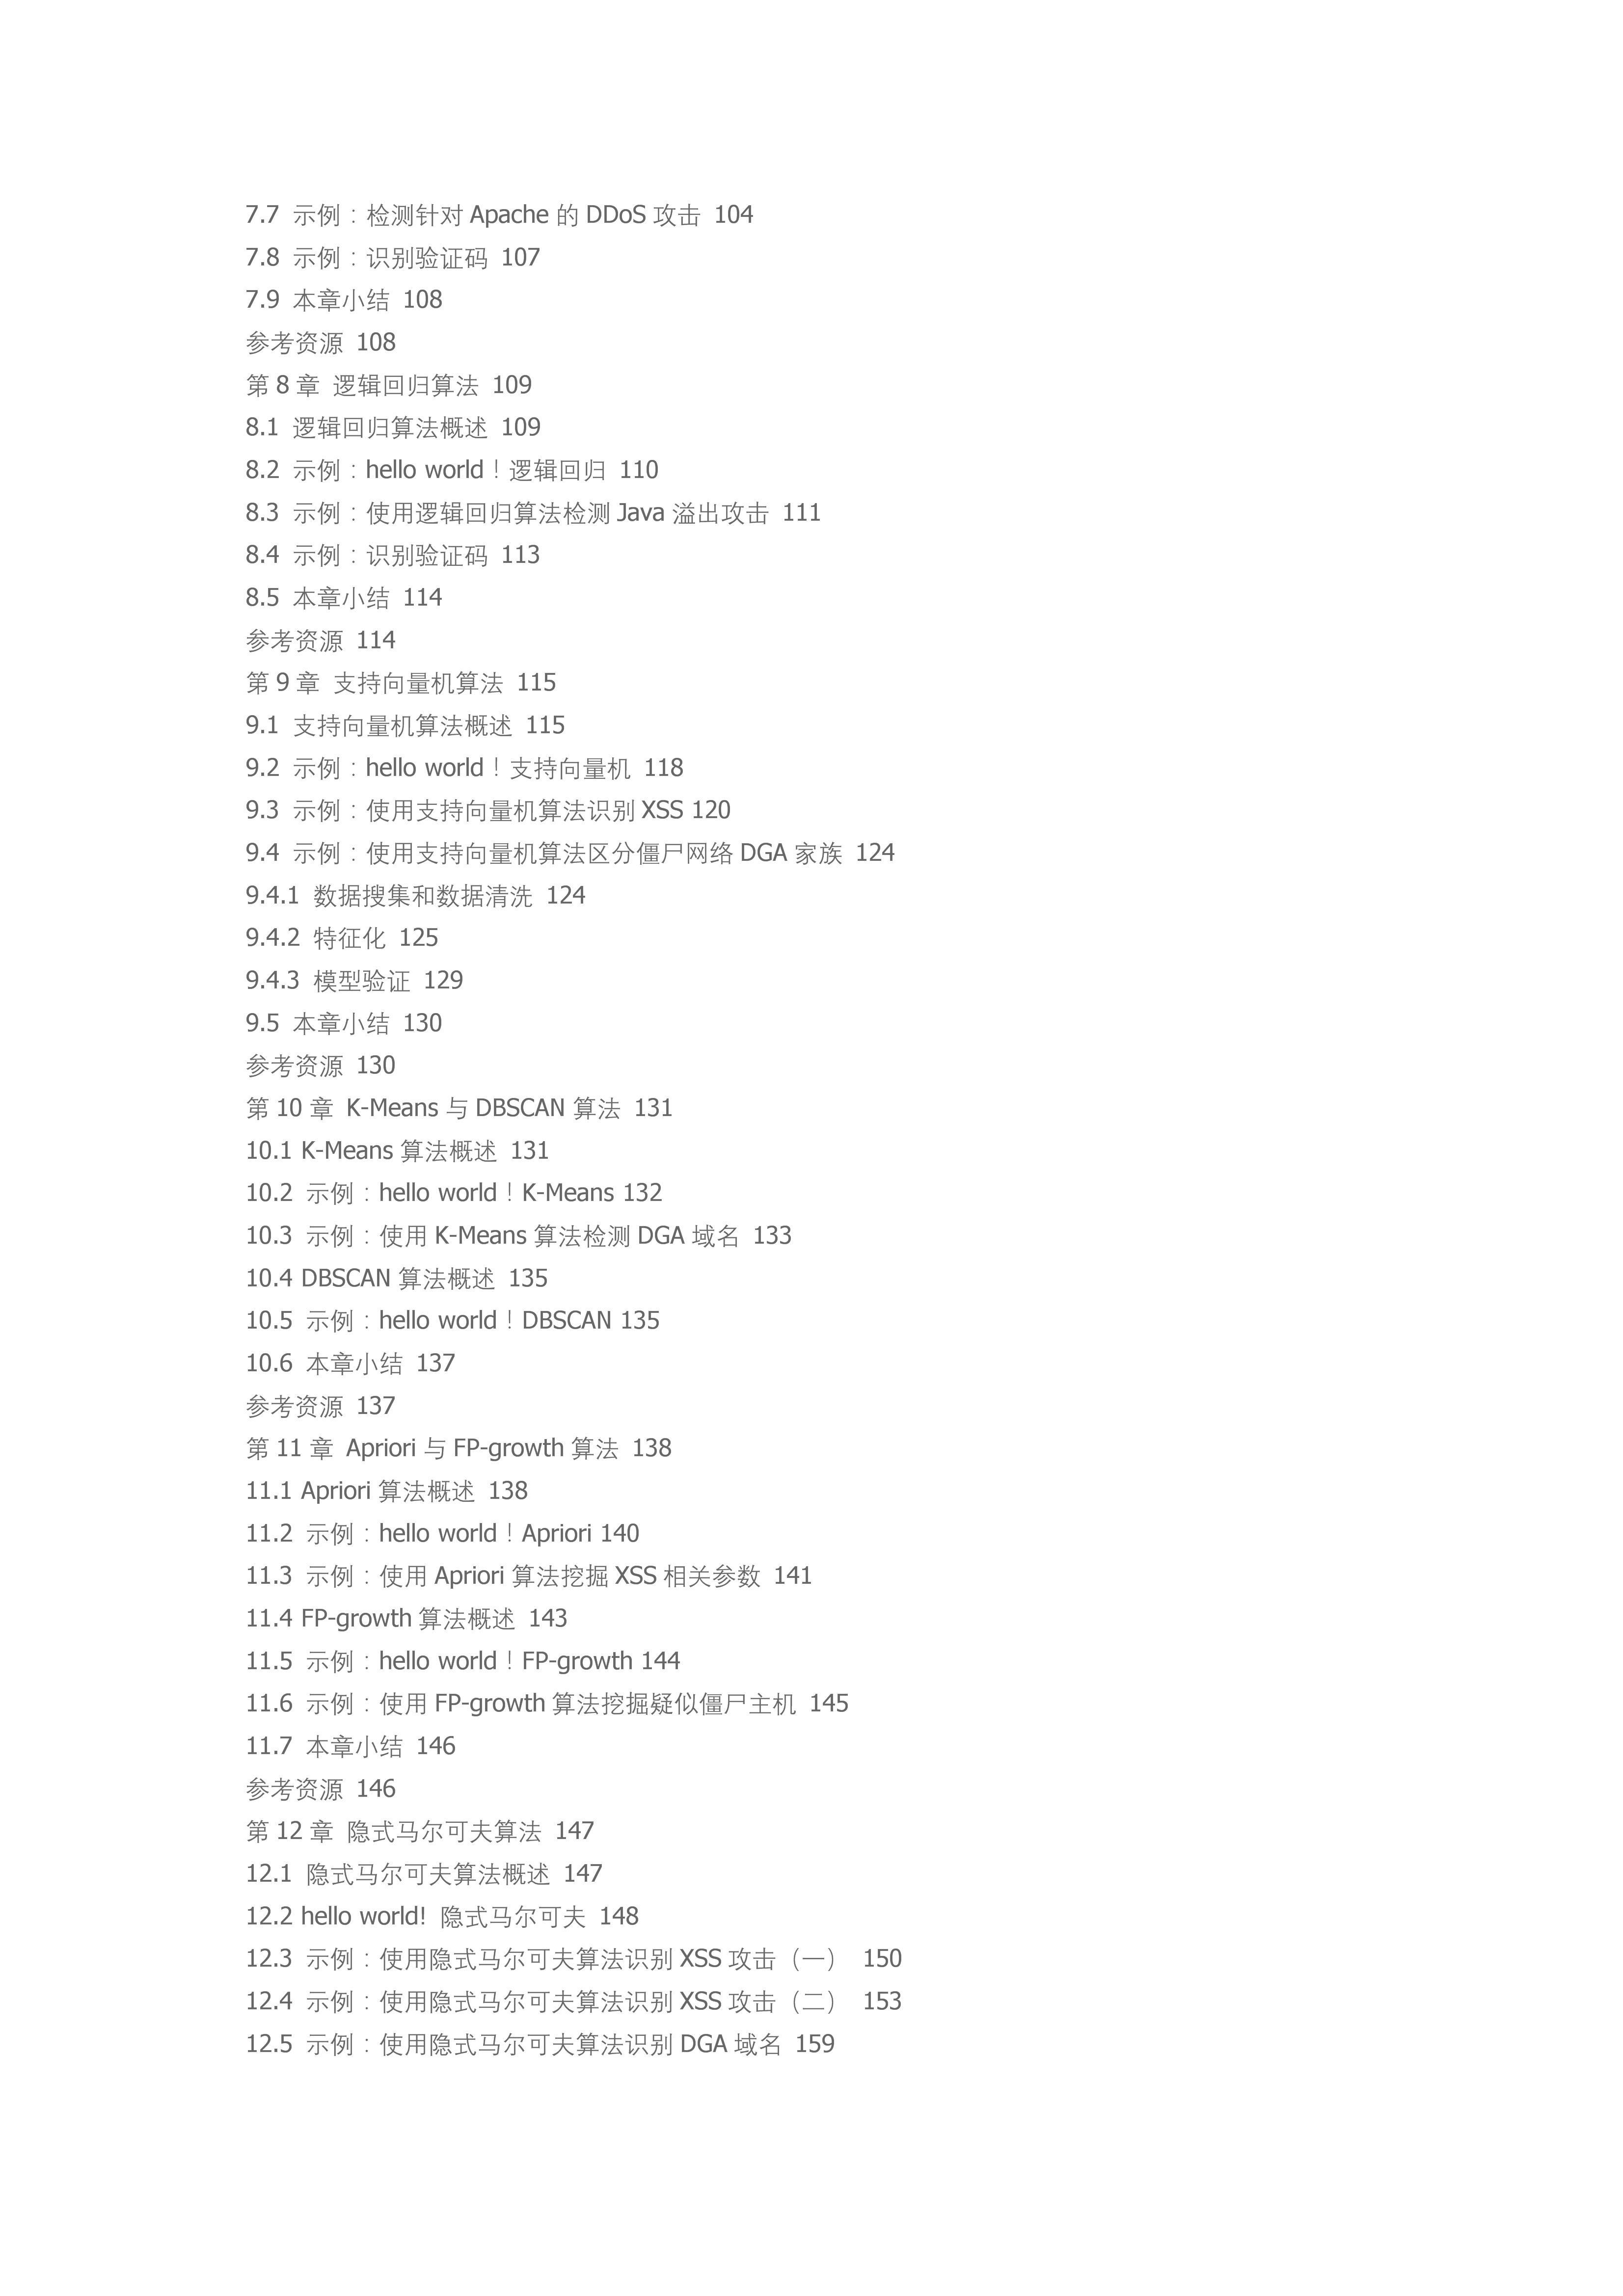 7.7 示例：检测针对 Apache 的 DDoS 攻击 104
7.8 示例：识别验证码 107
7.9 本章小结 108
参考资源 108
第 8 章 逻辑回归算法 109
8.1 逻辑回归算法概述 109
8.2 示例：hello world！逻辑回归 110
8.3 示例：使用逻辑回归算法检测 Java 溢出攻击 111
8.4 示例：识别验证码 113
8.5 本章小结 114
参考资源 114
第 9 章 支持向量机算法 115
9.1 支持向量机算法概述 115
9.2 示例：hello world！支持向量机 118
9.3 示例：使用支持向量机算法识别 XSS 120
9.4 示例：使用支持向量机算法区分僵尸网络 DGA 家族 124
9.4.1 数据搜集和数据清洗 124
9.4.2 特征化 125
9.4.3 模型验证 129
9.5 本章小结 130
参考资源 130
第 10 章 K-Means 与 DBSCAN 算法 131
10.1 K-Means 算法概述 131
10.2 示例：hello world！K-Means 132
10.3 示例：使用 K-Means 算法检测 DGA 域名 133
10.4 DBSCAN 算法概述 135
10.5 示例：hello world！DBSCAN 135
10.6 本章小结 137
参考资源 137
第 11 章 Apriori 与 FP-growth 算法 138
11.1 Apriori 算法概述 138
11.2 示例：hello world！Apriori 140
11.3 示例：使用 Apriori 算法挖掘 XSS 相关参数 141
11.4 FP-growth 算法概述 143
11.5 示例：hello world！FP-growth 144
11.6 示例：使用 FP-growth 算法挖掘疑似僵尸主机 145
11.7 本章小结 146
参考资源 146
第 12 章 隐式马尔可夫算法 147
12.1 隐式马尔可夫算法概述 147
12.2 hello world! 隐式马尔可夫 148
12.3 示例：使用隐式马尔可夫算法识别 XSS 攻击（一） 150
12.4 示例：使用隐式马尔可夫算法识别 XSS 攻击（二） 153
12.5 示例：使用隐式马尔可夫算法识别 DGA 域名 159